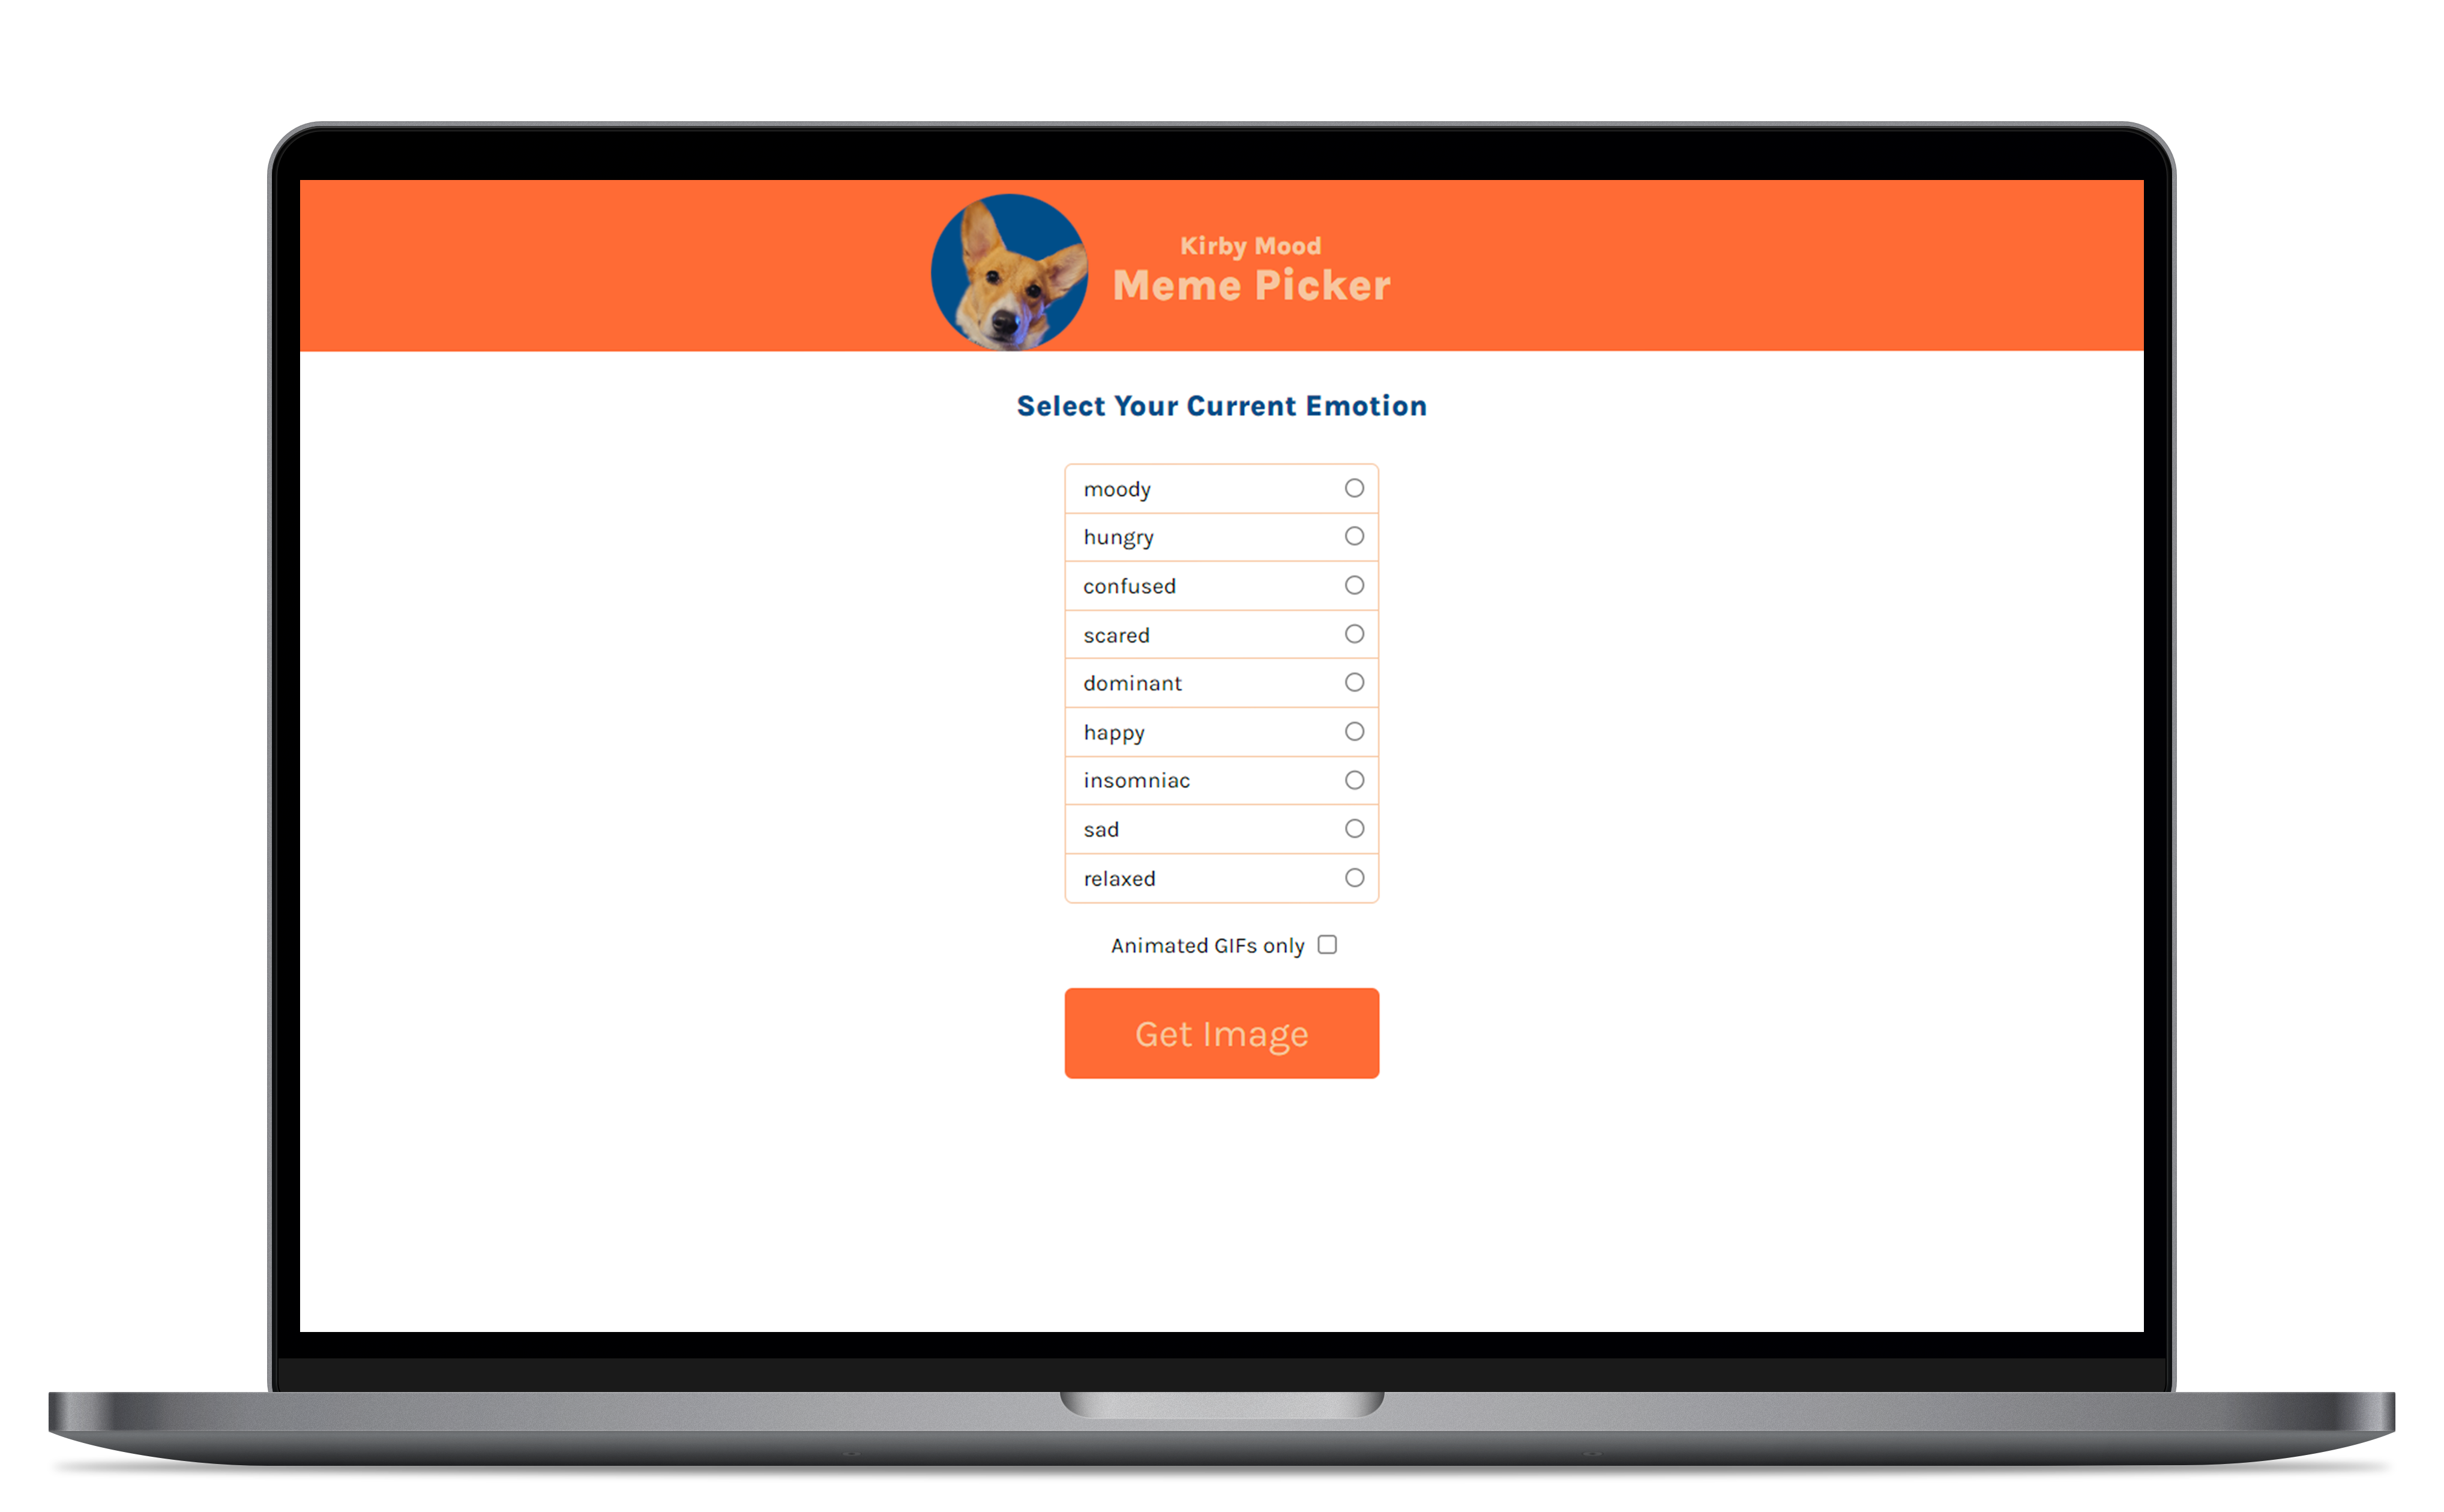 Kirby Mood
Meme Picker
Select Your Current Emotion
moody
hungry
confused
scared
dominant
happy
insomniac
sad
relaxed
Animated GIFs only
Get Image